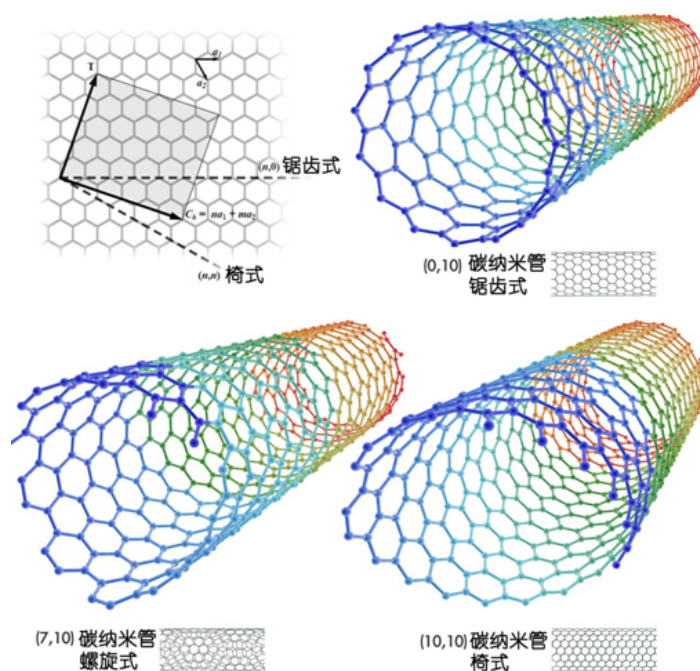 T
a₁
a₂
(n,0) 锯齿式
Cₕ = na₁ + ma₂
(n,n) 椅式
(0,10) 碳纳米管
锯齿式
(7,10) 碳纳米管
螺旋式
(10,10) 碳纳米管
椅式